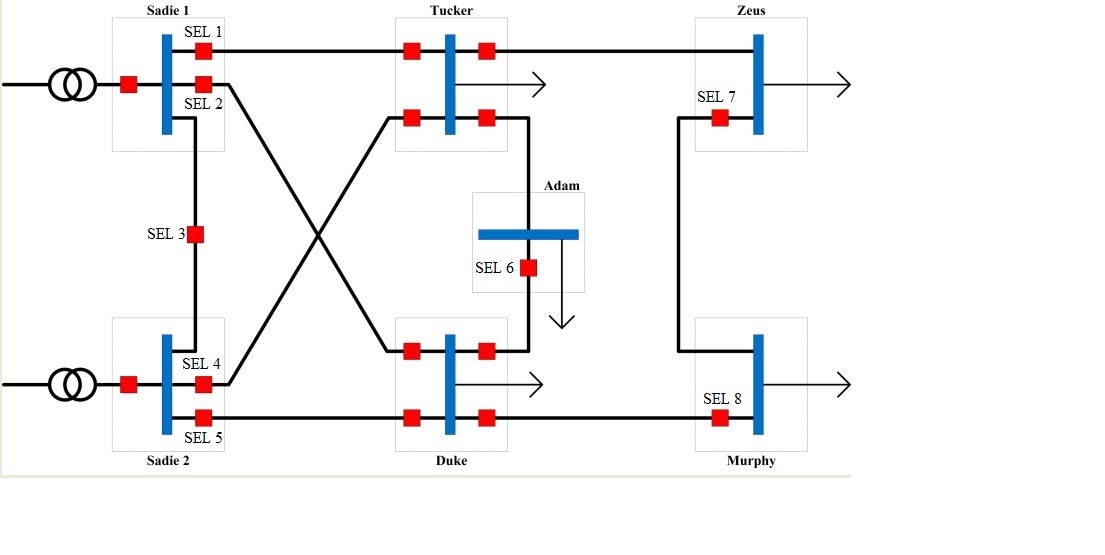 Sadie 1
Tucker
Zeus
SEL 1
SEL 2
SEL 7
Adam
SEL 3
SEL 6
SEL 4
SEL 8
SEL 5
Sadie 2
Duke
Murphy